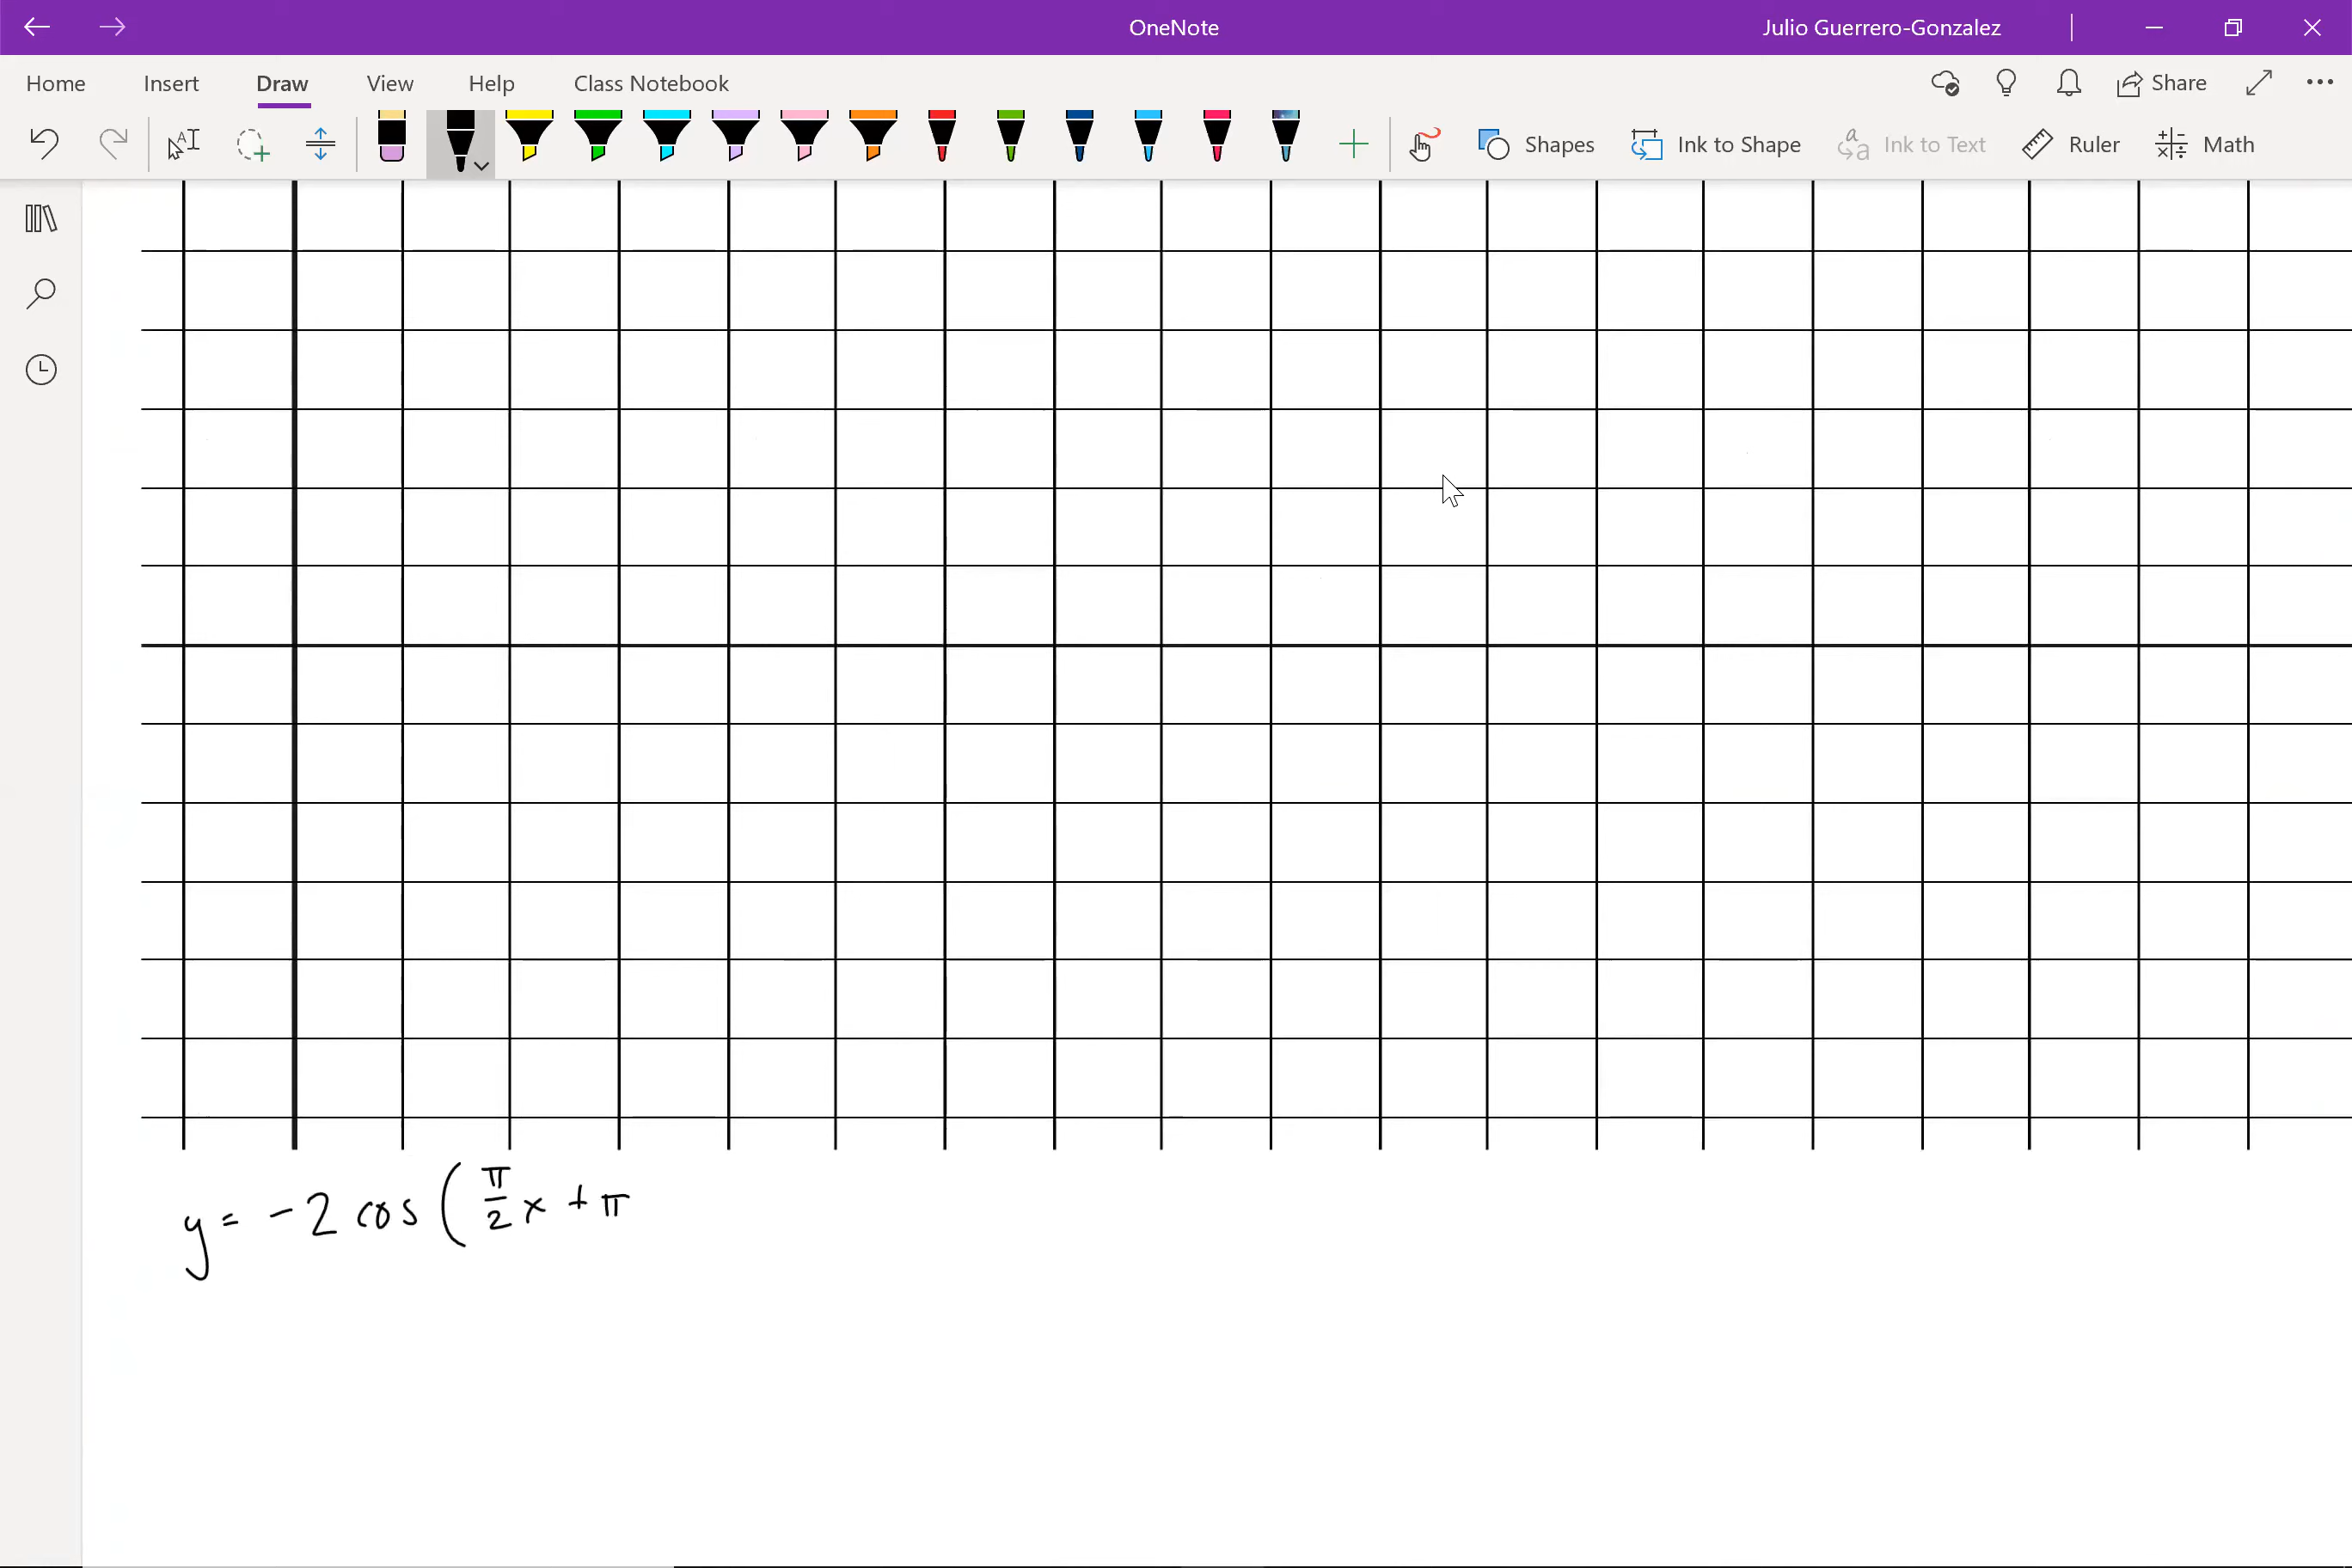 OneNote
Julio Guerrero-Gonzalez
Home Insert Draw View Help Class Notebook Share
Shapes Ink to Shape Ink to Text Ruler Math
y = -2 cos ( π/2 x + π